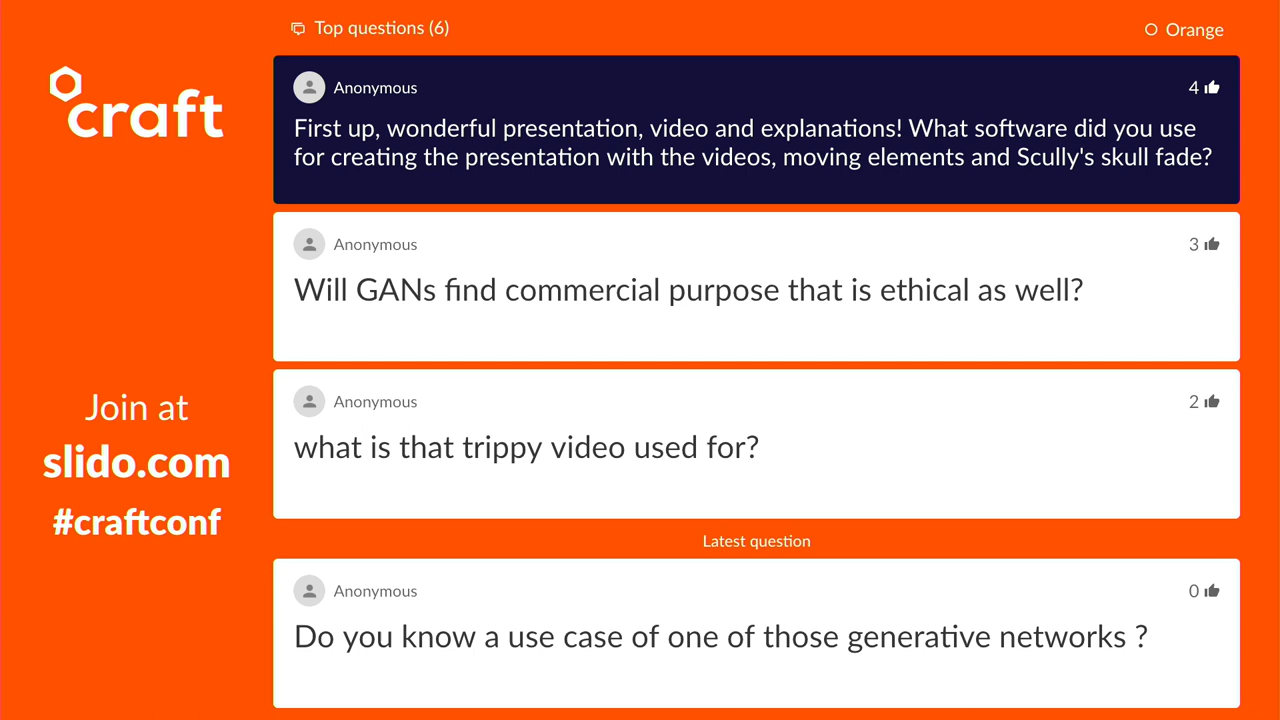 Top questions (6)
Orange
craft
Anonymous
4
First up, wonderful presentation, video and explanations! What software did you use
for creating the presentation with the videos, moving elements and Scully's skull fade?
Anonymous
3
Will GANs find commercial purpose that is ethical as well?
Anonymous
2
what is that trippy video used for?
Join at
slido.com
#craftconf
Latest question
Anonymous
0
Do you know a use case of one of those generative networks ?